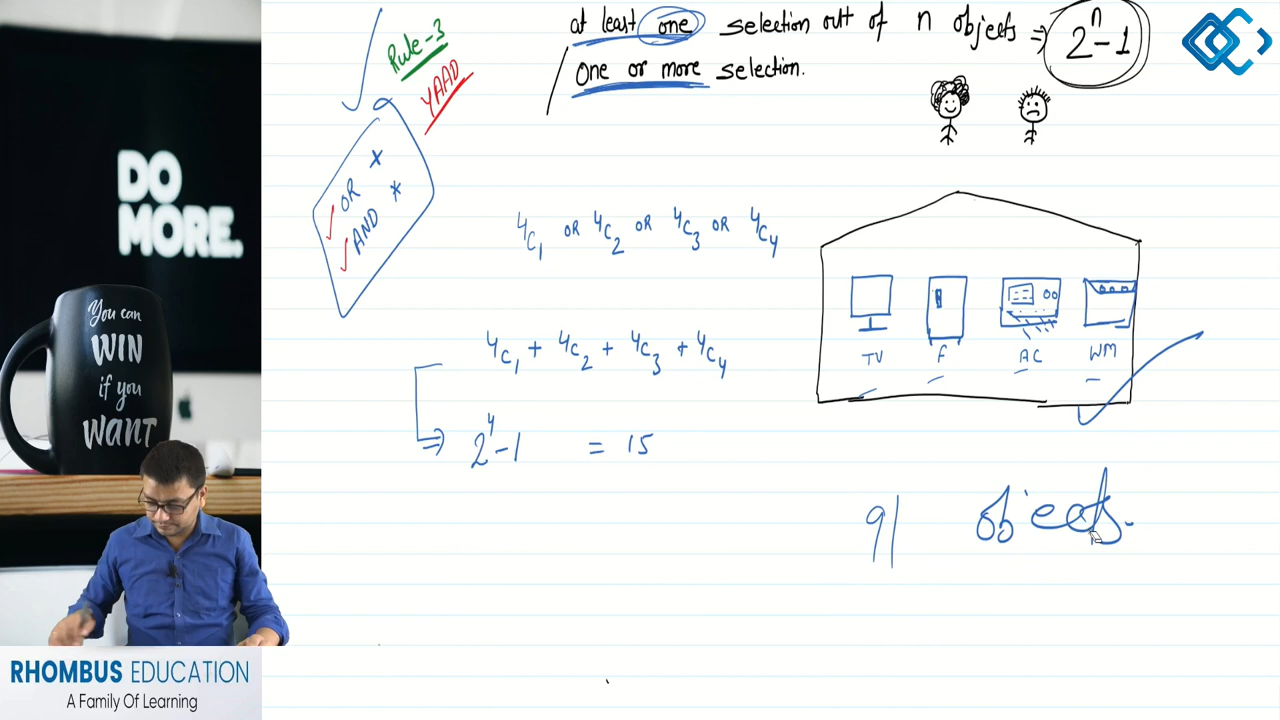 at least one selection out of n objects ⇒ 2ⁿ-1
One or more selection.
Rule-3
YAAD
OR *
AND *
⁴C₁ OR ⁴C₂ OR ⁴C₃ OR ⁴C₄
⁴C₁ + ⁴C₂ + ⁴C₃ + ⁴C₄
⇒ 2⁴-1 = 15
TV F AC WM
91 objects.
DO
MORE.
You can
WIN
if you
WANT
RHOMBUS EDUCATION
A Family Of Learning